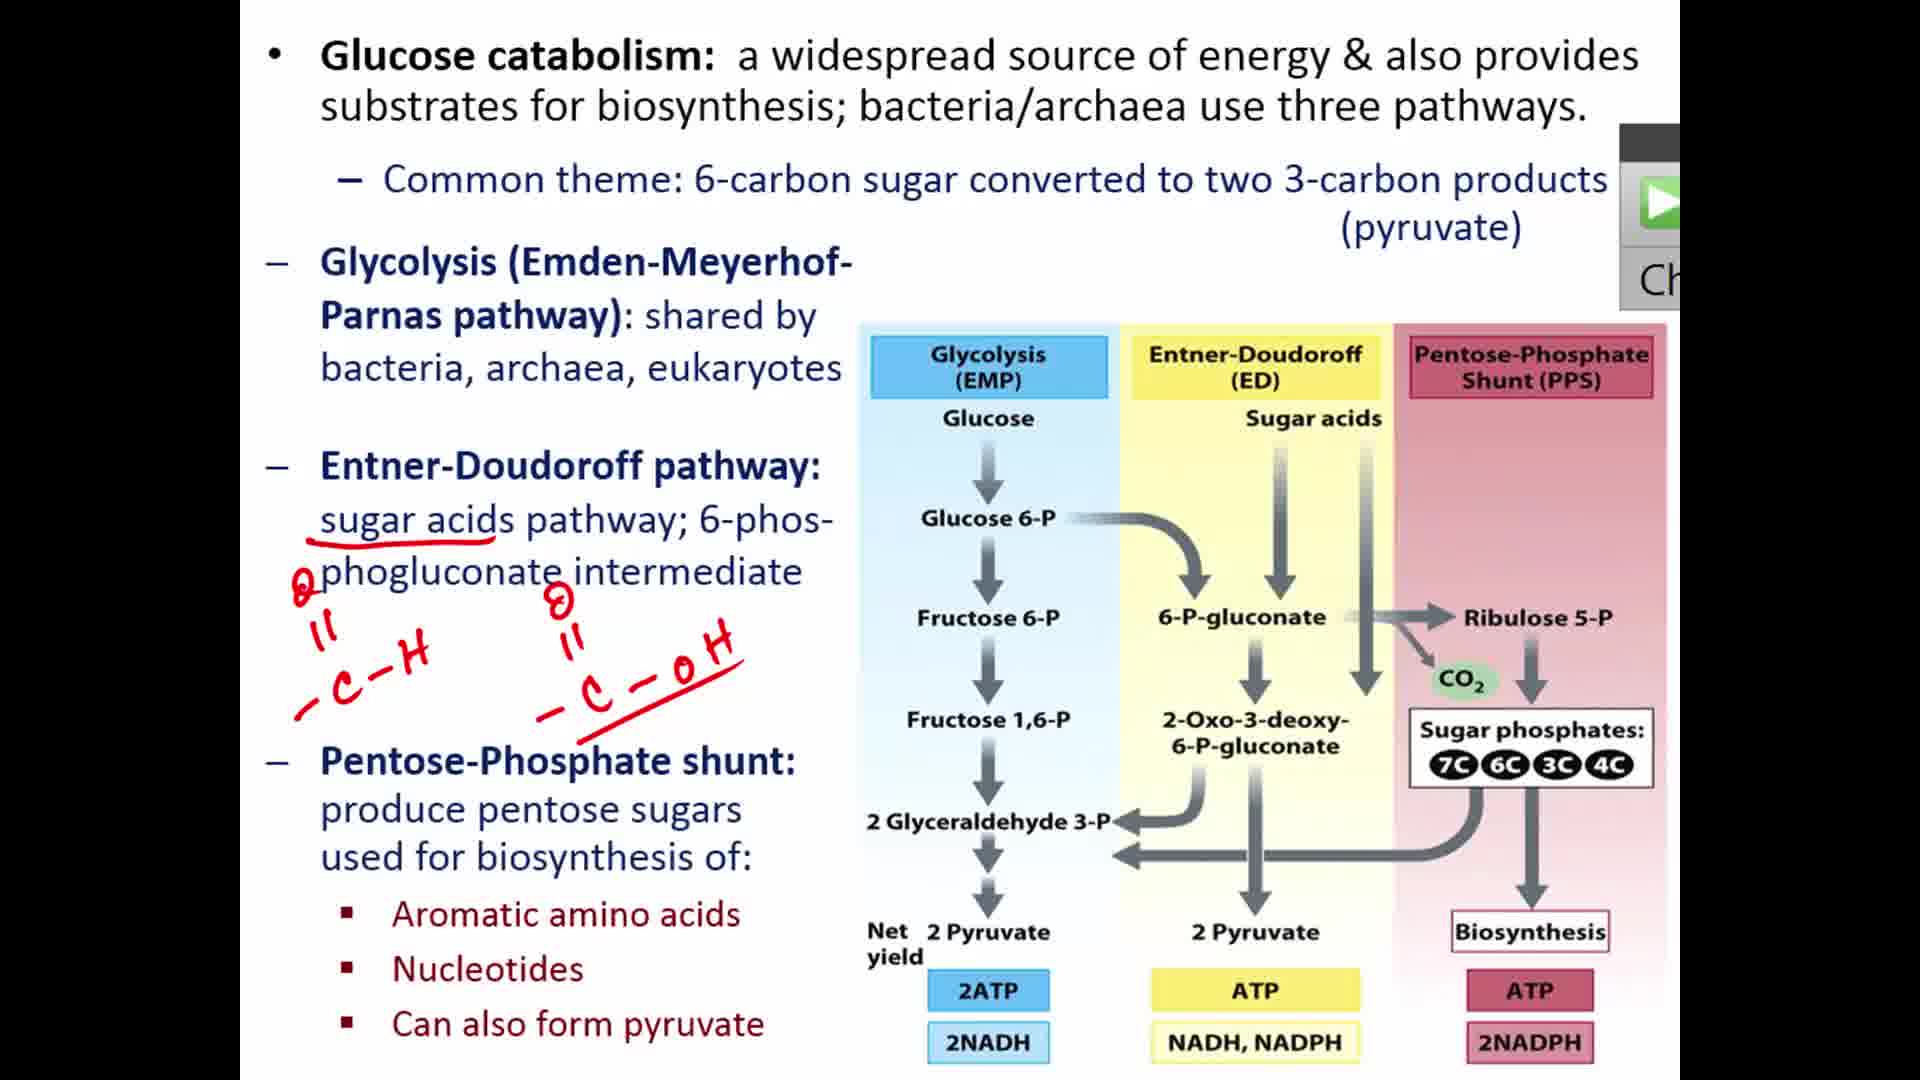 • Glucose catabolism: a widespread source of energy & also provides
substrates for biosynthesis; bacteria/archaea use three pathways.
– Common theme: 6-carbon sugar converted to two 3-carbon products
(pyruvate)
– Glycolysis (Emden-Meyerhof-
Parnas pathway): shared by
bacteria, archaea, eukaryotes
– Entner-Doudoroff pathway:
sugar acids pathway; 6-phos-
phogluconate intermediate
O
=
–C–H
O
=
–C–OH
– Pentose-Phosphate shunt:
produce pentose sugars
used for biosynthesis of:
▪ Aromatic amino acids
▪ Nucleotides
▪ Can also form pyruvate
Ch
Glycolysis
(EMP)
Glucose
Glucose 6-P
Fructose 6-P
Fructose 1,6-P
2 Glyceraldehyde 3-P
Net
yield
2 Pyruvate
2ATP
2NADH
Entner-Doudoroff
(ED)
Sugar acids
6-P-gluconate
2-Oxo-3-deoxy-
6-P-gluconate
2 Pyruvate
ATP
NADH, NADPH
Pentose-Phosphate
Shunt (PPS)
Ribulose 5-P
CO₂
Sugar phosphates:
7C 6C 3C 4C
Biosynthesis
ATP
2NADPH